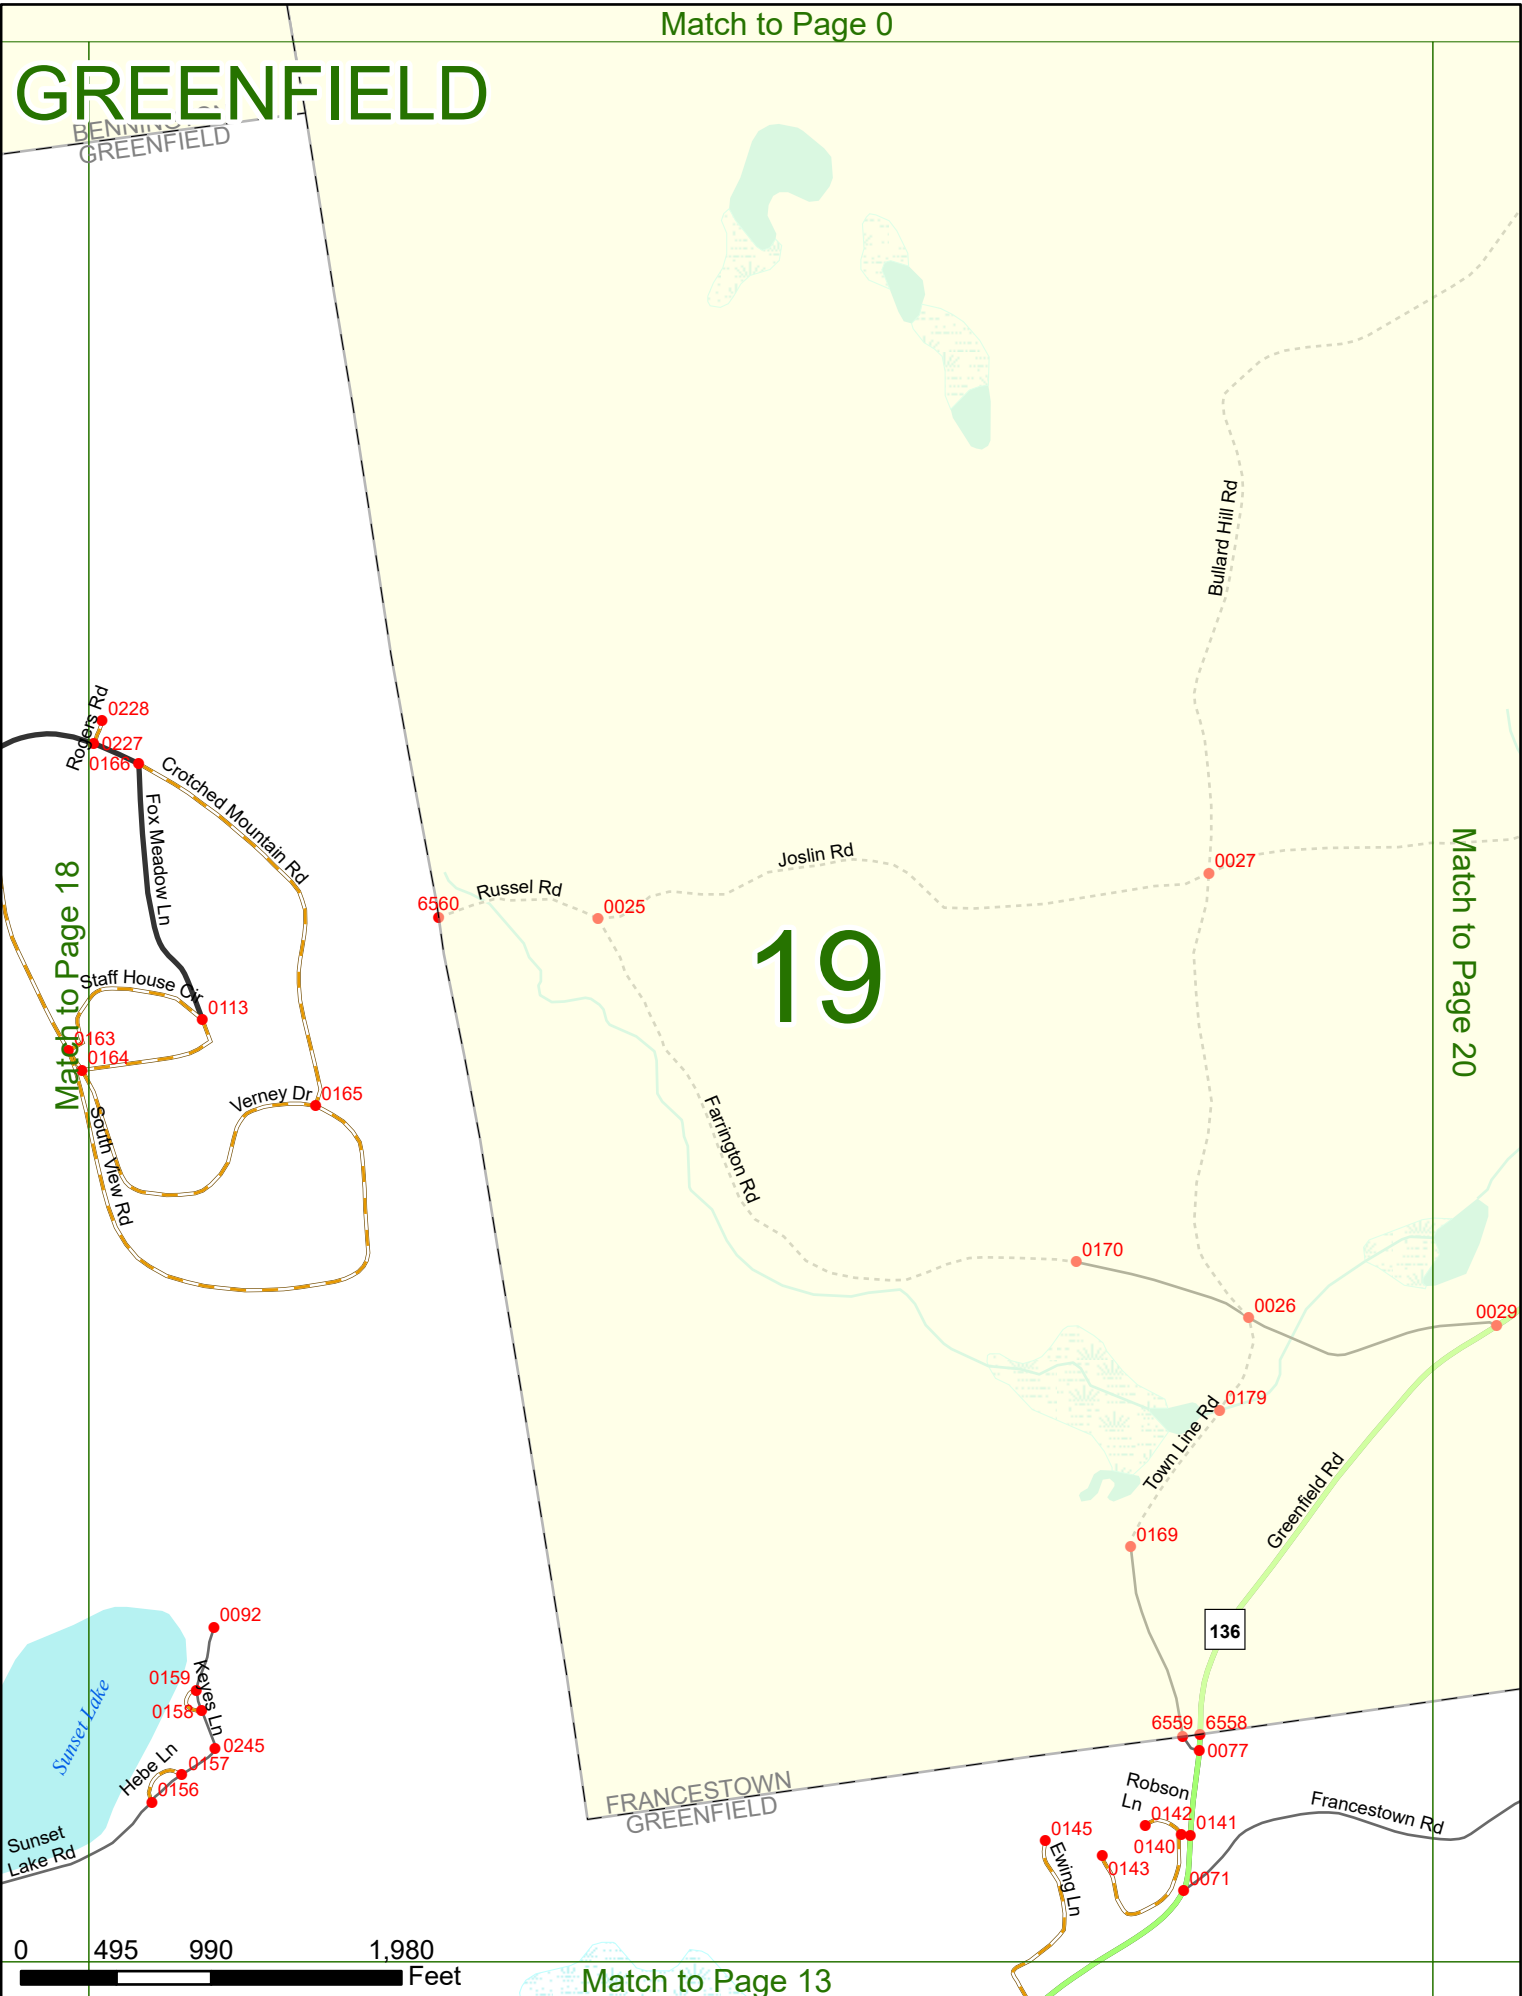 Match to Page 0
GREENFIELD
GREENFIELD
Bullard Hill Rd
Rogers Rd
0228
0227
0166
Crotched Mountain Rd
Fox Meadow Ln
Match to Page 18
Match to Page 20
Joslin Rd
0027
Russel Rd
6560
0025
19
Staff House Cir
0113
0163
0164
Verney Dr
0165
South View Rd
Farrington Rd
0170
0026
0029
0179
Town Line Rd
Greenfield Rd
0169
136
0092
0159
Keyes Ln
0158
Sunset Lake
0245
0157
Hebe Ln
0156
Sunset
Lake Rd
6559
6558
0077
FRANCESTOWN
GREENFIELD
Robson
Ln
0142
0141
0140
Francestown Rd
0145
0143
Ewing Ln
0071
0 495 990 1,980
Feet
Match to Page 13